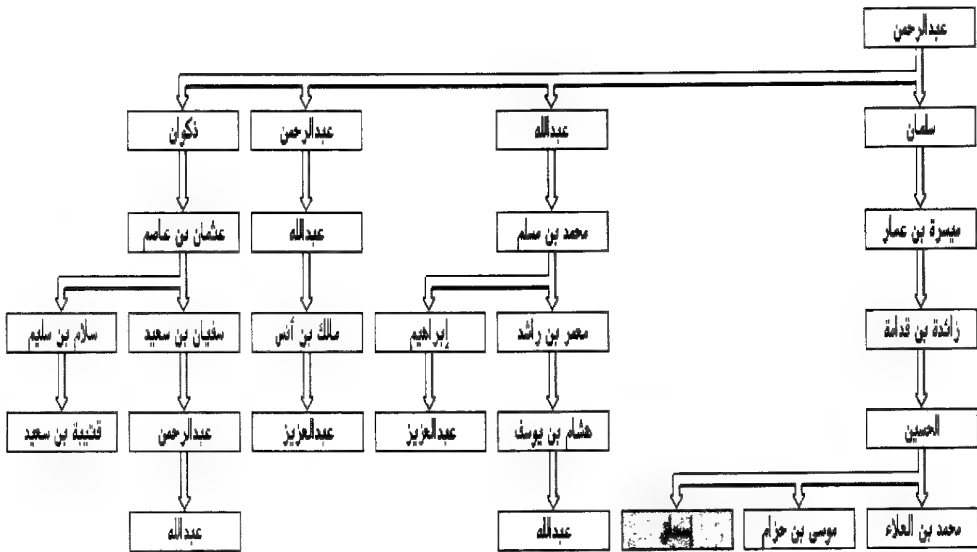 عبدالرحمن
سلمان
عبدالله
عبدالرحمن
ذكوان
ميسرة بن عمار
محمد بن مسلم
عبدالله
عثمان بن عاصم
زائدة بن قدامة
معمر بن راشد
إبراهيم
مالك بن أنس
سفيان بن سعيد
سلام بن سليم
الحسين
هشام بن يوسف
عبدالعزيز
عبدالعزيز
عبدالرحمن
قتيبة بن سعيد
محمد بن العلاء
موسى بن حزام
إسحاق
عبدالله
عبدالله